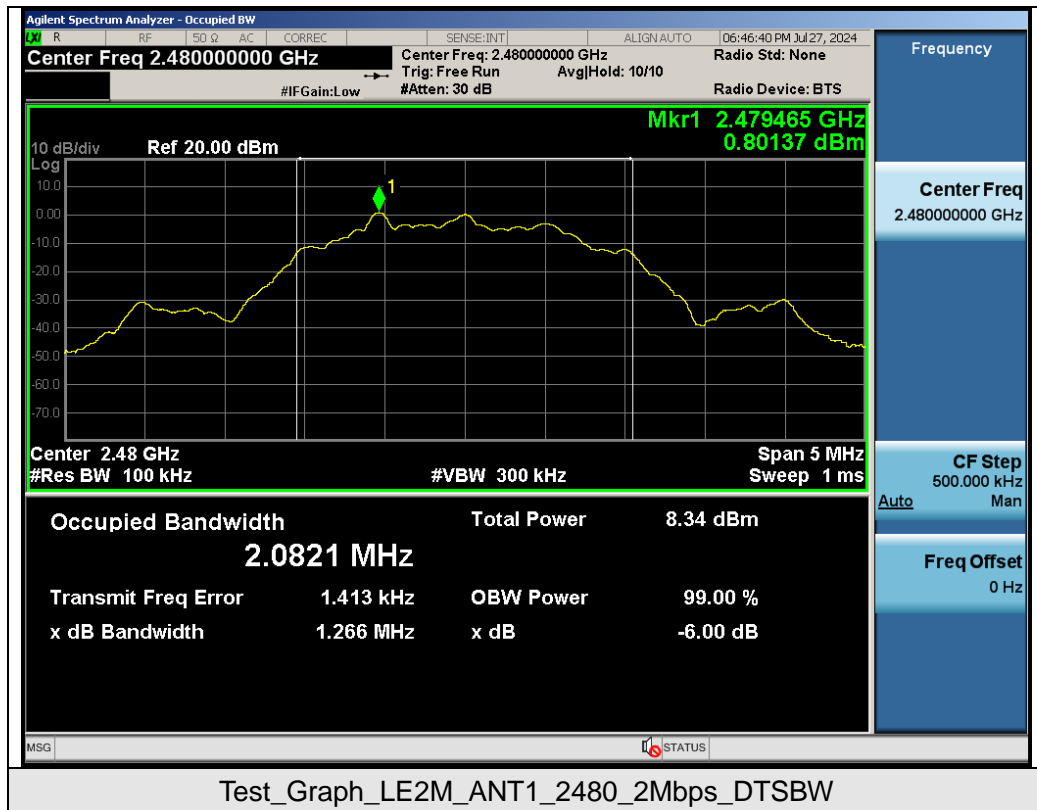 Agilent Spectrum Analyzer - Occupied BW
LXI R RF 50 Ω AC CORREC SENSE:INT ALIGN AUTO 06:46:40 PM Jul 27, 2024
Center Freq 2.480000000 GHz
#IFGain:Low
Center Freq: 2.480000000 GHz
Trig: Free Run Avg|Hold: 10/10
#Atten: 30 dB
Radio Std: None
Radio Device: BTS
Frequency
Mkr1 2.479465 GHz
0.80137 dBm
10 dB/div Ref 20.00 dBm
Log
10.0
0.00
-10.0
-20.0
-30.0
-40.0
-50.0
-60.0
-70.0
1
Center Freq
2.480000000 GHz
Center 2.48 GHz Span 5 MHz
#Res BW 100 kHz #VBW 300 kHz Sweep 1 ms
CF Step
500.000 kHz
Auto Man
Occupied Bandwidth Total Power 8.34 dBm
2.0821 MHz
Transmit Freq Error 1.413 kHz OBW Power 99.00 %
x dB Bandwidth 1.266 MHz x dB -6.00 dB
Freq Offset
0 Hz
MSG STATUS
Test_Graph_LE2M_ANT1_2480_2Mbps_DTSBW